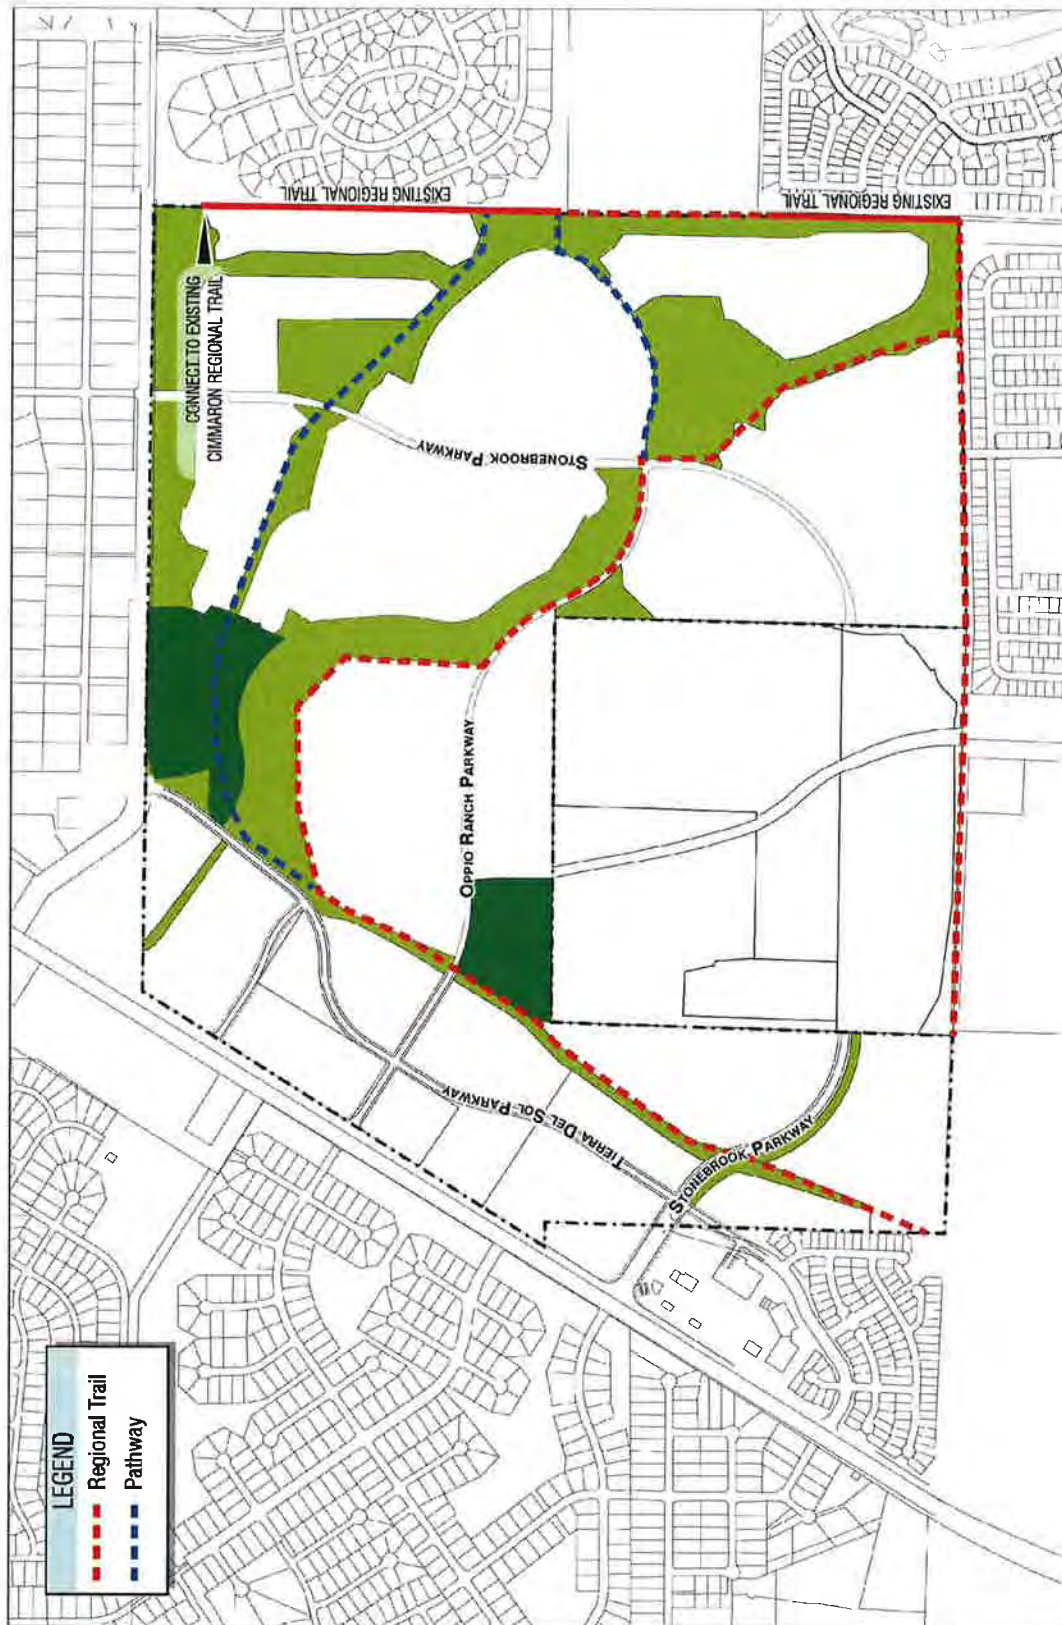 LEGEND
Regional Trail
Pathway
CONNECT TO EXISTING
CIMMARON REGIONAL TRAIL
EXISTING REGIONAL TRAIL
EXISTING REGIONAL TRAIL
STONEBROOK PARKWAY
OPPIO RANCH PARKWAY
TIERRA DEL SOL PARKWAY
STONEBROOK PARKWAY